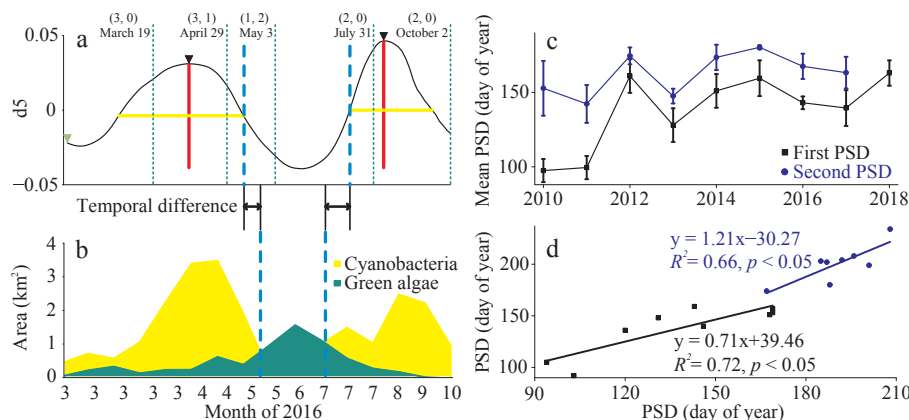 (3, 0) (3, 1) (1, 2) (2, 0) (2, 0)
March 19 April 29 May 3 July 31 October 2
a
0.05
0
−0.05
d5
Temporal difference
b
Cyanobacteria
Green algae
4
3
2
1
0
Area (km²)
3 3 3 3 4 4 5 5 6 7 7 7 8 8 9 10
Month of 2016
c
150
100
Mean PSD (day of year)
First PSD
Second PSD
2010 2012 2014 2016 2018
d
y = 1.21x−30.27
R² = 0.66, p < 0.05
y = 0.71x+39.46
R² = 0.72, p < 0.05
200
150
100
PSD (day of year)
90 120 150 180 210
PSD (day of year)